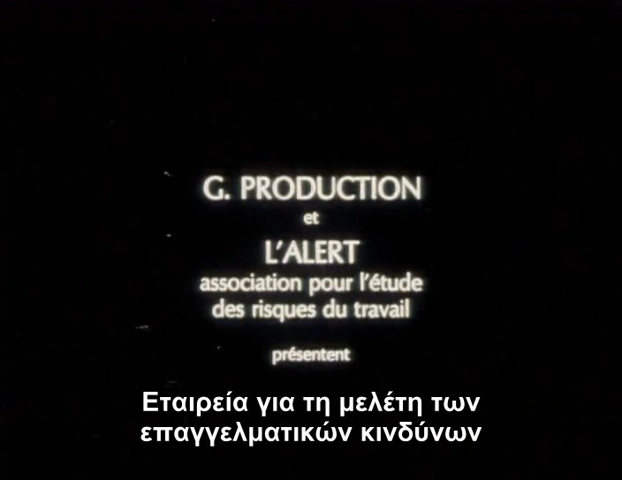 G. PRODUCTION
et
L'ALERT
association pour l'étude
des risques du travail
présentent
Εταιρεία για τη μελέτη των
επαγγελματικών κινδύνων